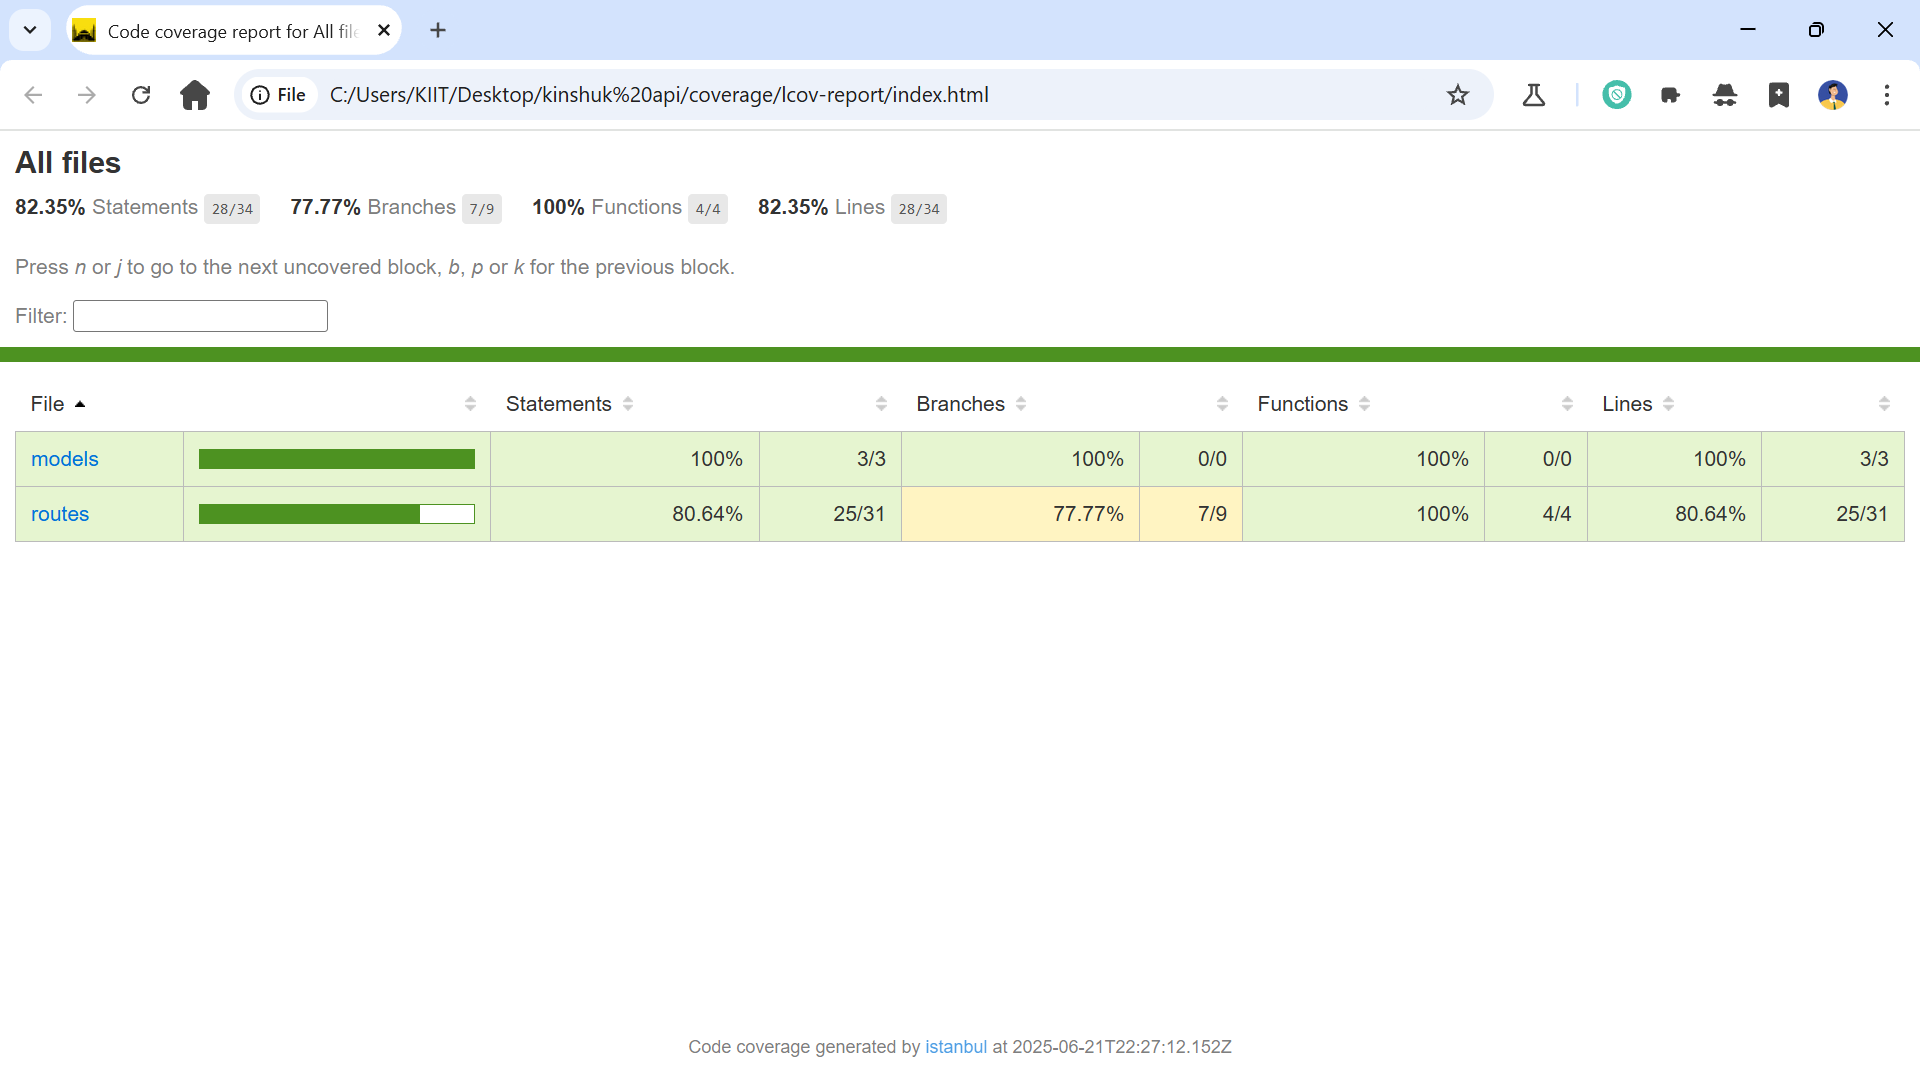 Code coverage report for All file
File C:/Users/KIIT/Desktop/kinshuk%20api/coverage/lcov-report/index.html
All files
82.35% Statements 28/34 77.77% Branches 7/9 100% Functions 4/4 82.35% Lines 28/34
Press n or j to go to the next uncovered block, b, p or k for the previous block.
Filter:
File Statements Branches Functions Lines
models 100% 3/3 100% 0/0 100% 0/0 100% 3/3
routes 80.64% 25/31 77.77% 7/9 100% 4/4 80.64% 25/31
Code coverage generated by istanbul at 2025-06-21T22:27:12.152Z